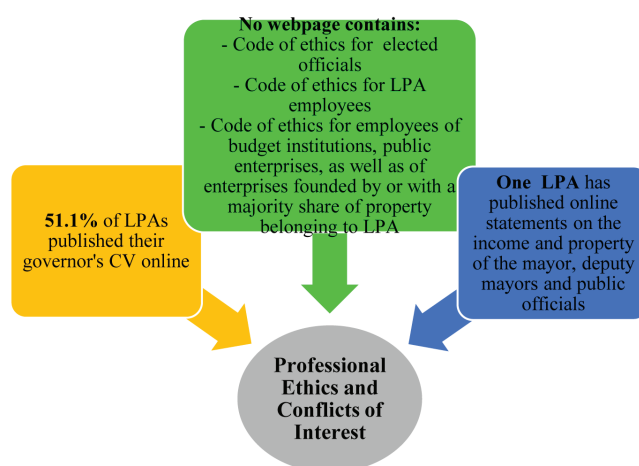 No webpage contains:
- Code of ethics for elected
officials
- Code of ethics for LPA
employees
- Code of ethics for employees of
budget institutions, public
enterprises, as well as of
enterprises founded by or with a
majority share of property
belonging to LPA
51.1% of LPAs
published their
governor's CV online
One LPA has
published online
statements on the
income and property
of the mayor, deputy
mayors and public
officials
Professional
Ethics and
Conflicts of
Interest